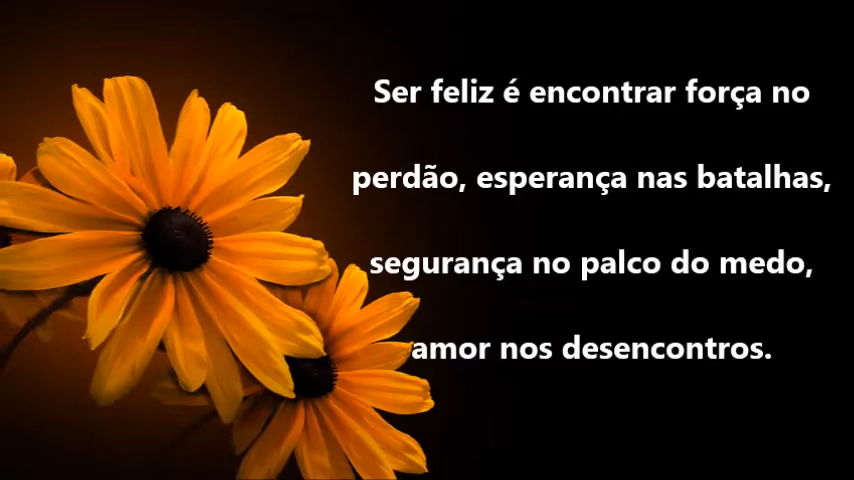 Ser feliz é encontrar força no
perdão, esperança nas batalhas,
segurança no palco do medo,
amor nos desencontros.